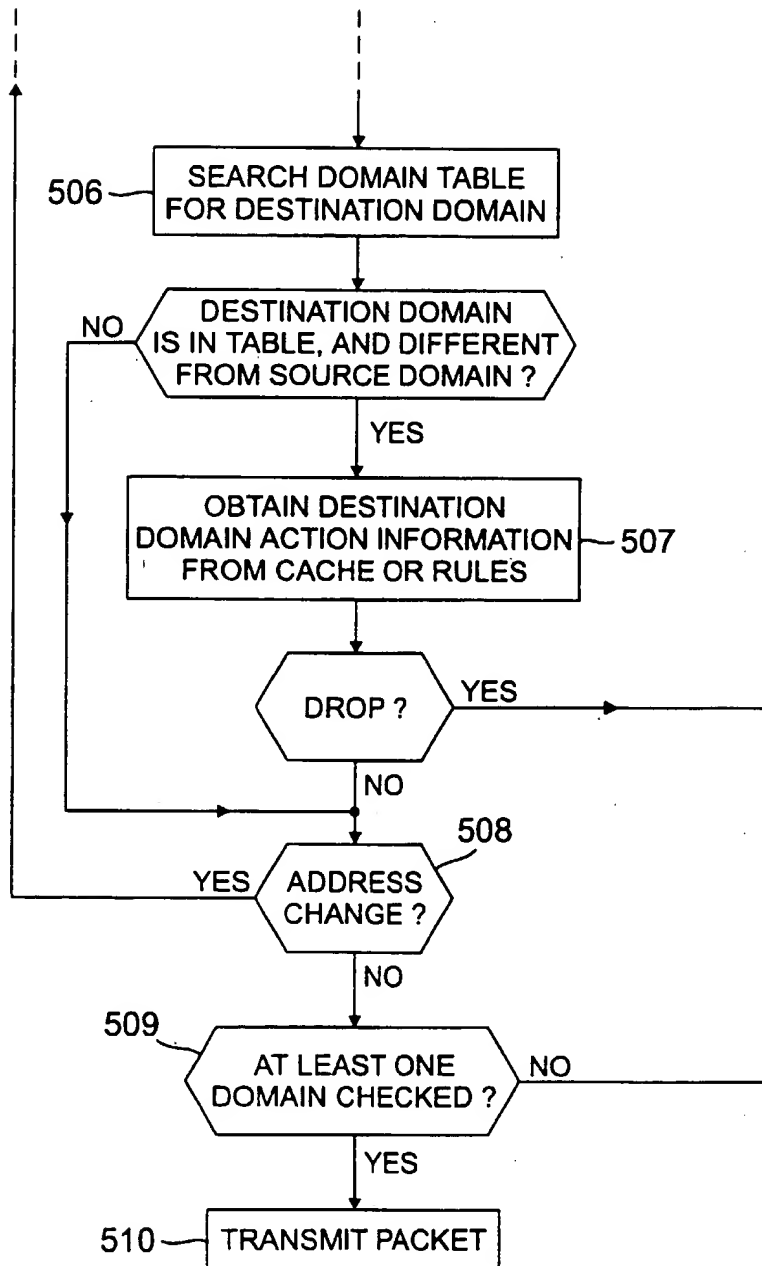 506
SEARCH DOMAIN TABLE
FOR DESTINATION DOMAIN
NO
DESTINATION DOMAIN
IS IN TABLE, AND DIFFERENT
FROM SOURCE DOMAIN ?
YES
OBTAIN DESTINATION
DOMAIN ACTION INFORMATION
FROM CACHE OR RULES
507
DROP ?
YES
NO
508
YES
ADDRESS
CHANGE ?
NO
509
AT LEAST ONE
DOMAIN CHECKED ?
NO
YES
510
TRANSMIT PACKET